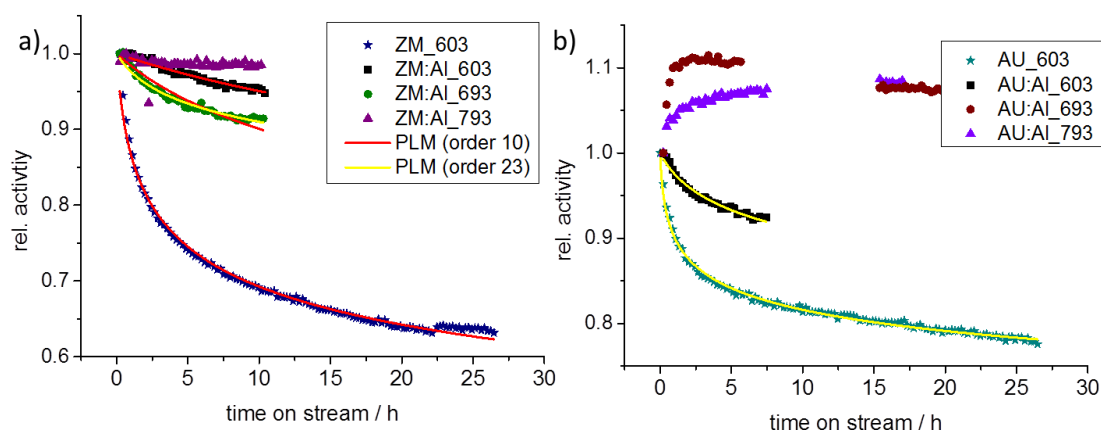 a)
ZM_603
ZM:Al_603
ZM:Al_693
ZM:Al_793
PLM (order 10)
PLM (order 23)
1.0
0.9
0.8
0.7
0.6
rel. activtiy
0 5 10 15 20 25 30
time on stream / h
b)
AU_603
AU:Al_603
AU:Al_693
AU:Al_793
1.1
1.0
0.9
0.8
rel. activity
0 5 10 15 20 25 30
time on stream / h